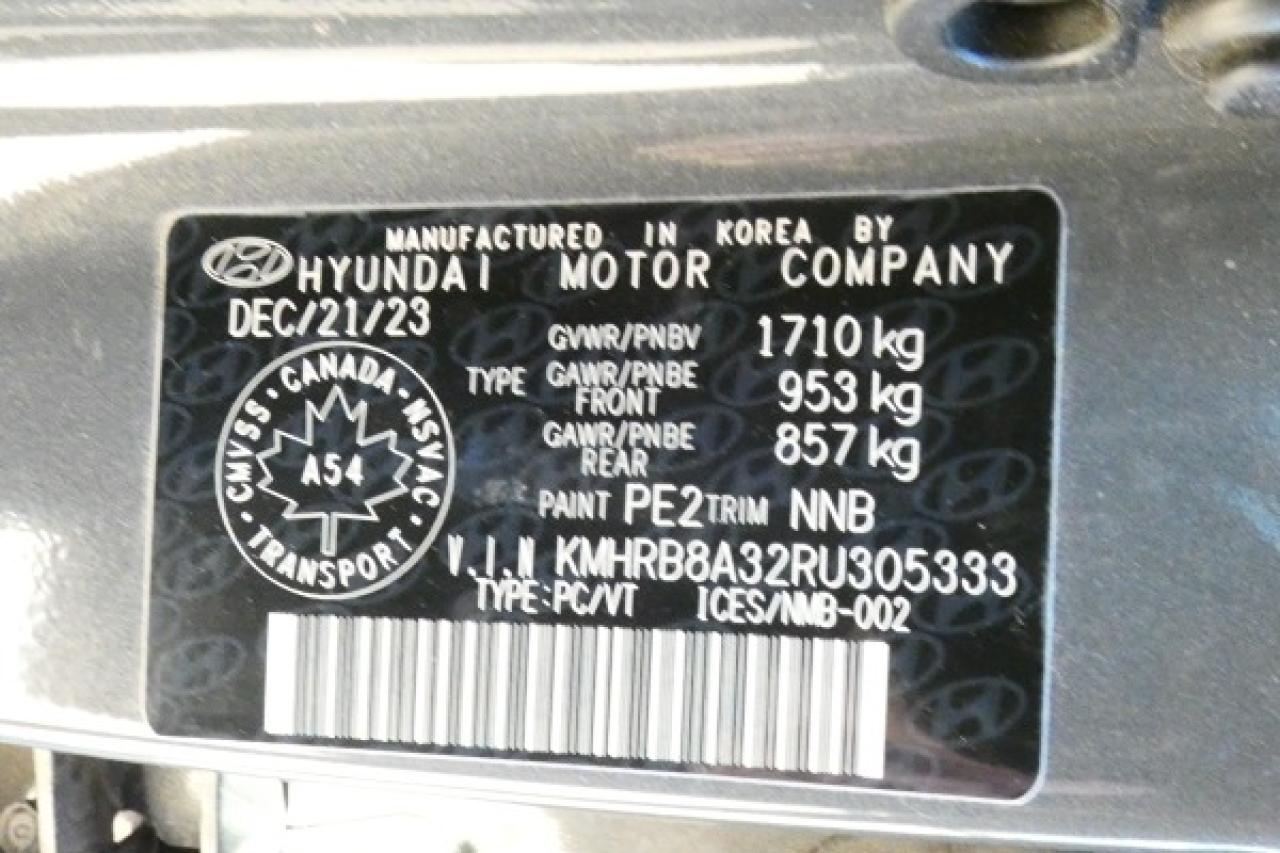 MANUFACTURED IN KOREA BY
HYUNDAI MOTOR COMPANY
DEC/21/23
GVWR/PNBV 1710 kg
TYPE GAWR/PNBE FRONT 953 kg
GAWR/PNBE REAR 857 kg
CANADA - NSVAC · TRANSPORT - CMVSS ·
A54
PAINT PE2 TRIM NNB
V.I.N KMHRB8A32RU305333
TYPE:PC/VT ICES/NMB-002